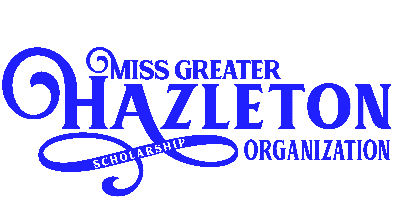 MISS GREATER
HAZLETON
SCHOLARSHIP
ORGANIZATION